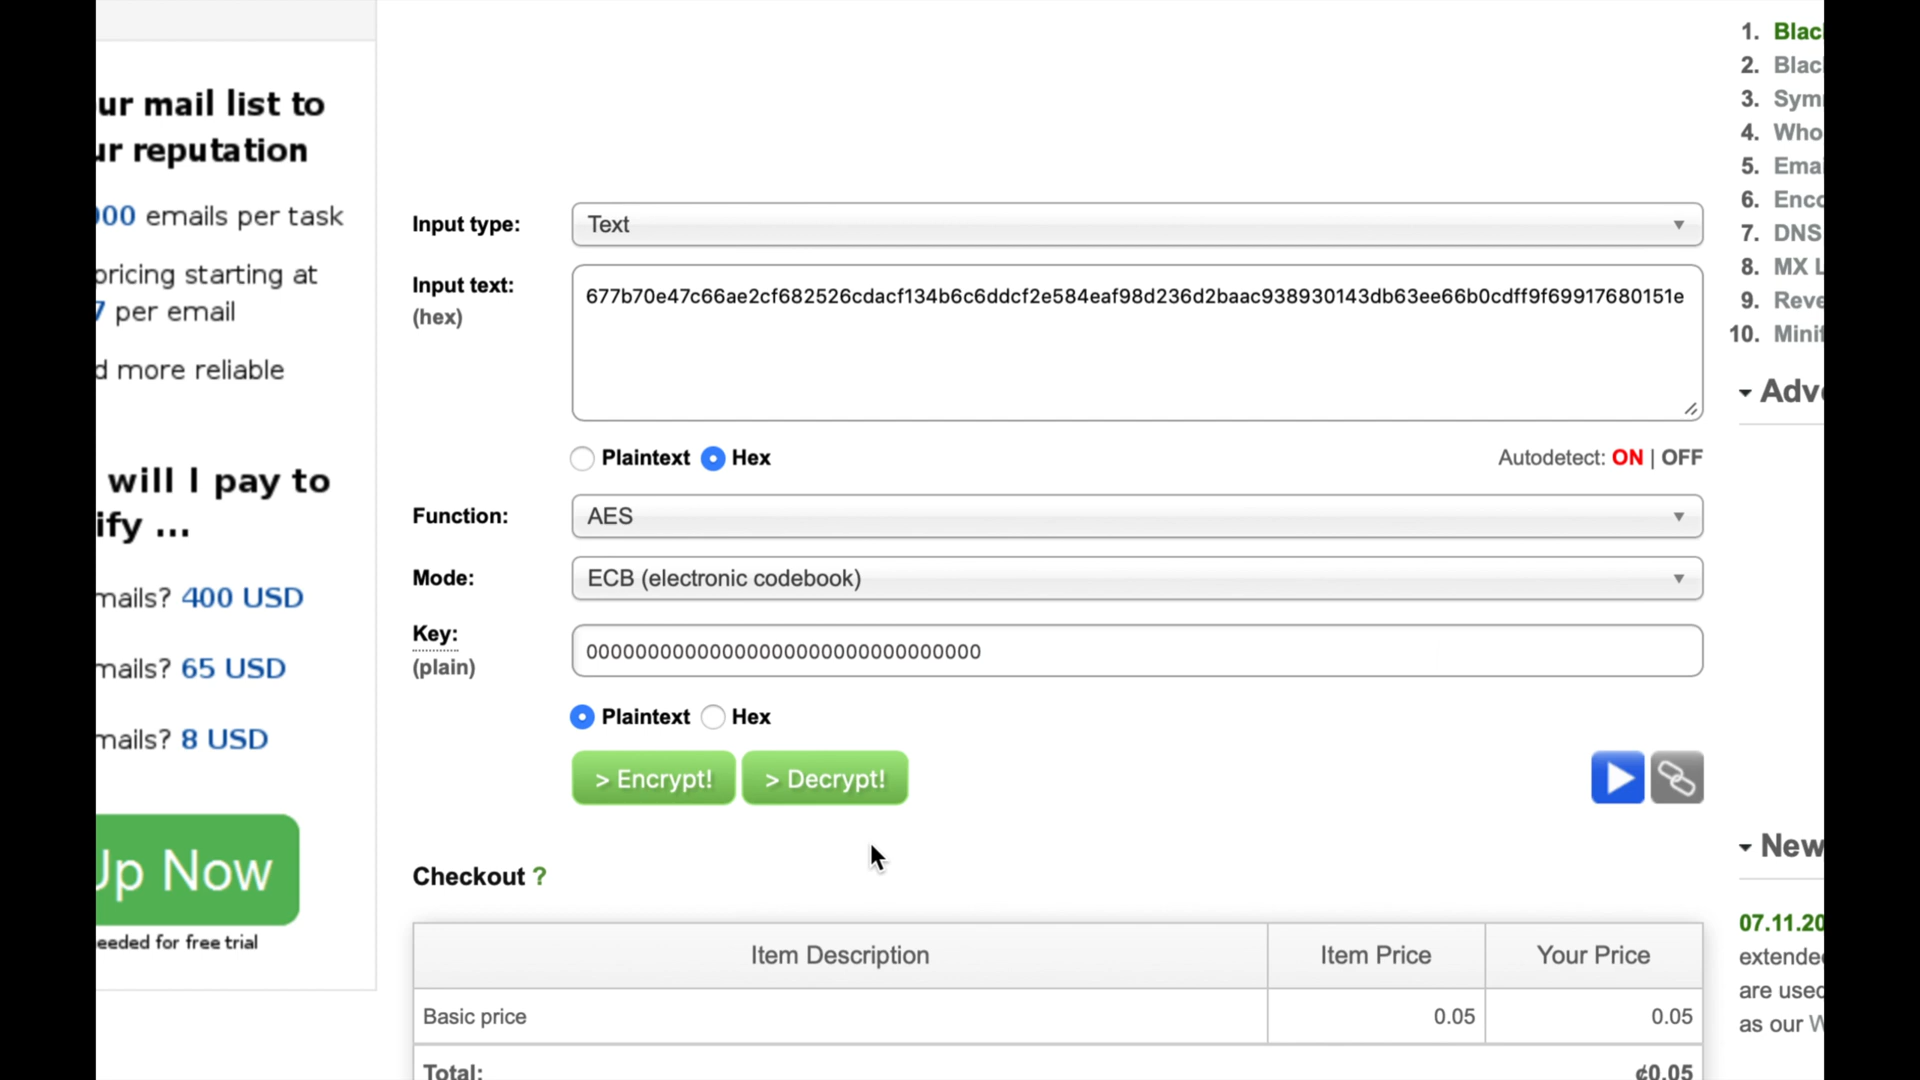 ur mail list to
ur reputation
000 emails per task
pricing starting at
7 per email
d more reliable
will I pay to
ify ...
mails? 400 USD
mails? 65 USD
mails? 8 USD
Up Now
eeded for free trial
Input type: Text
Input text:
(hex)
677b70e47c66ae2cf682526cdacf134b6c6ddcf2e584eaf98d236d2baac938930143db63ee66b0cdff9f69917680151e
Plaintext Hex
Autodetect: ON | OFF
Function: AES
Mode: ECB (electronic codebook)
Key:
(plain)
00000000000000000000000000000000
Plaintext Hex
> Encrypt! > Decrypt!
Checkout ?
Item Description Item Price Your Price
Basic price 0.05 0.05
Total: ¢0.05
1. Blac
2. Blac
3. Sym
4. Who
5. Ema
6. Enco
7. DNS
8. MX L
9. Reve
10. Mini
Adv
New
07.11.20
extende
are used
as our W